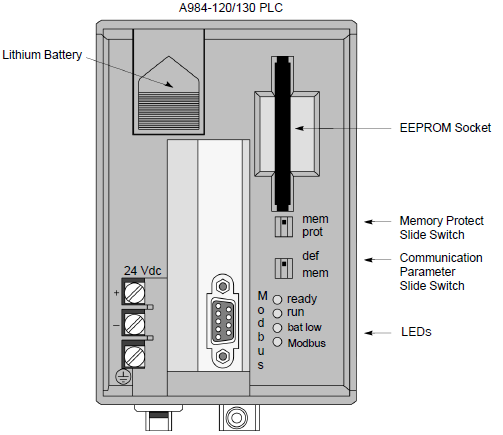 A984-120/130 PLC
Lithium Battery
EEPROM Socket
mem
prot
Memory Protect
Slide Switch
def
mem
Communication
Parameter
Slide Switch
24 Vdc
+
–
Modbus
ready
run
bat low
Modbus
LEDs